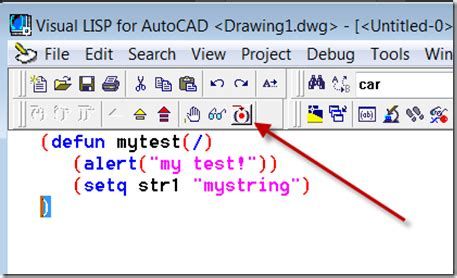 Visual LISP for AutoCAD <Drawing1.dwg> - [<Untitled-0>
File Edit Search View Project Debug Tools Window
car
(defun mytest(/)
(alert("my test!"))
(setq str1 "mystring")
)